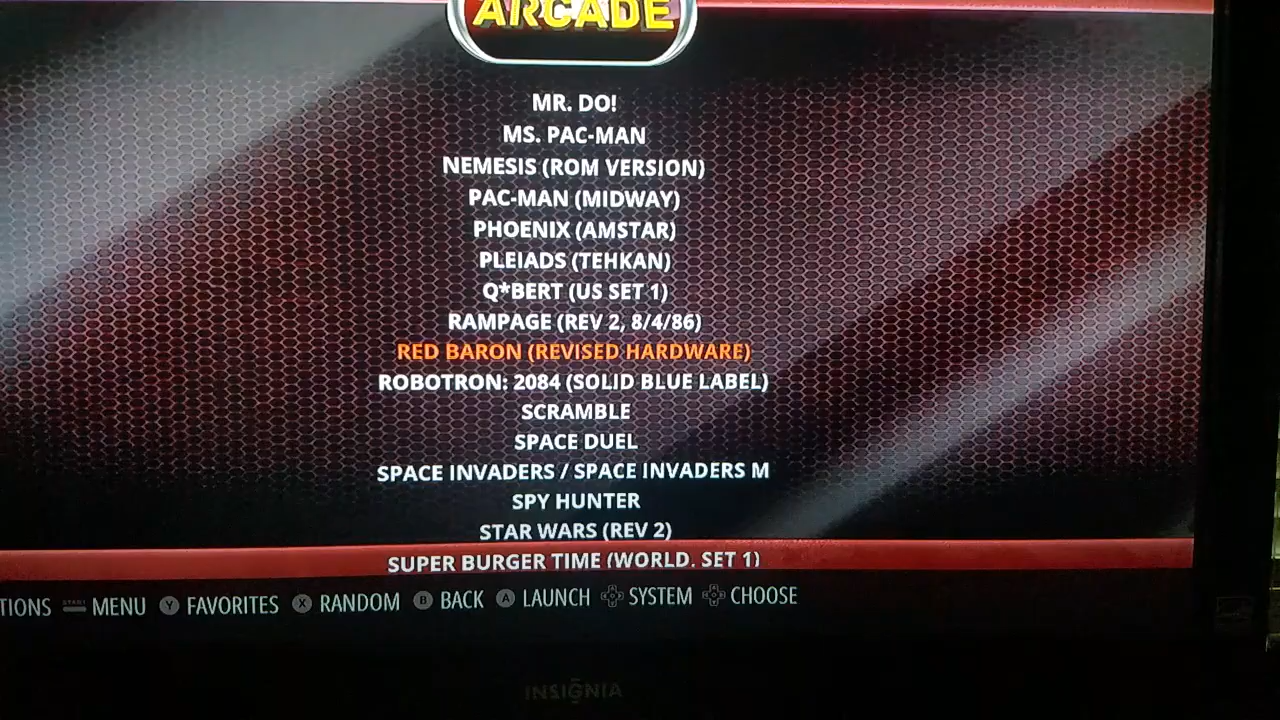 ARCADE
MR. DO!
MS. PAC-MAN
NEMESIS (ROM VERSION)
PAC-MAN (MIDWAY)
PHOENIX (AMSTAR)
PLEIADS (TEHKAN)
Q*BERT (US SET 1)
RAMPAGE (REV 2, 8/4/86)
RED BARON (REVISED HARDWARE)
ROBOTRON: 2084 (SOLID BLUE LABEL)
SCRAMBLE
SPACE DUEL
SPACE INVADERS / SPACE INVADERS M
SPY HUNTER
STAR WARS (REV 2)
SUPER BURGER TIME (WORLD. SET 1)
TIONS START MENU Y FAVORITES X RANDOM B BACK A LAUNCH SYSTEM CHOOSE
INSIGNIA